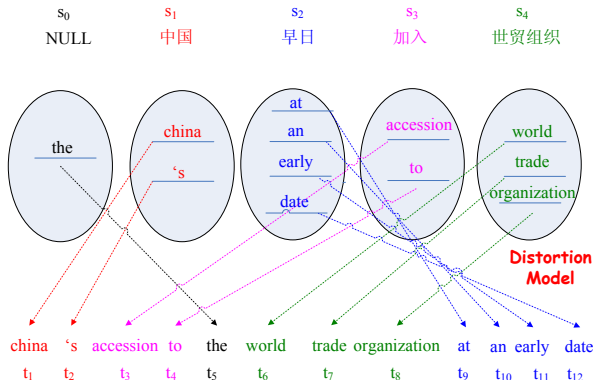 s₀ s₁ s₂ s₃ s₄
NULL 中国 早日 加入 世贸组织
at
the china an accession world
's early to trade
date organization
Distortion
Model
china 's accession to the world trade organization at an early date
t₁ t₂ t₃ t₄ t₅ t₆ t₇ t₈ t₉ t₁₀ t₁₁ t₁₂